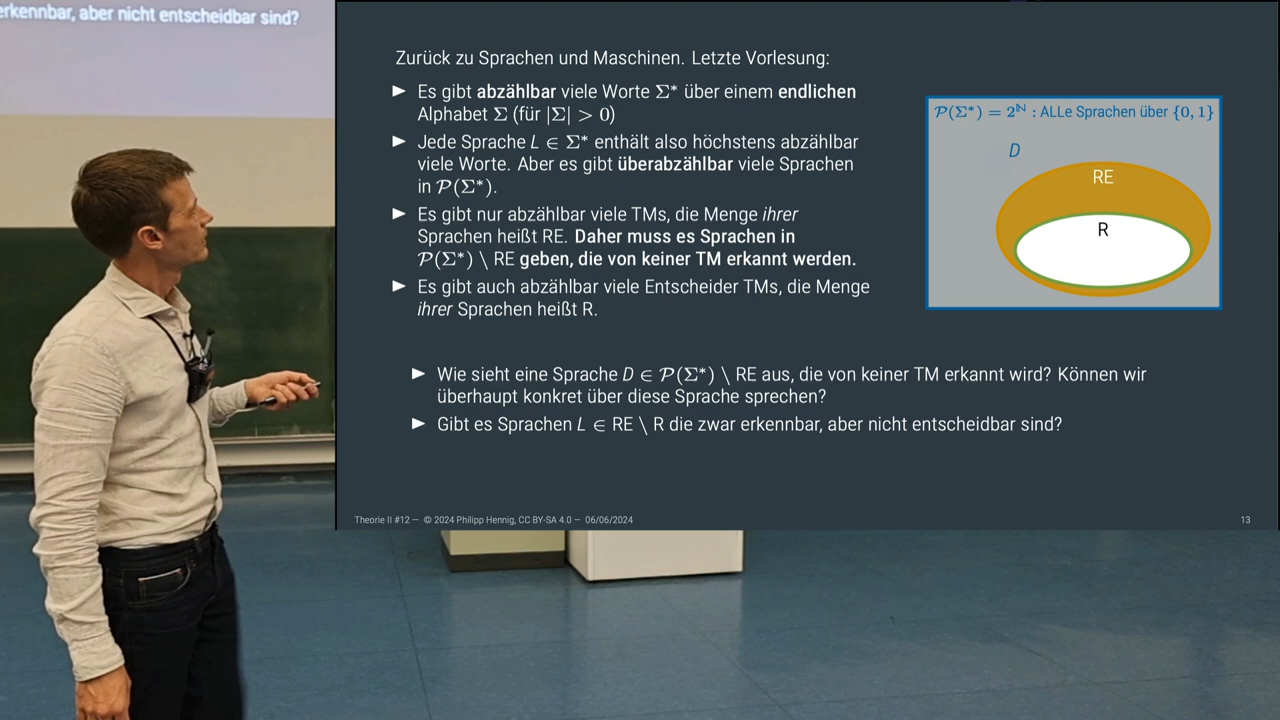 erkennbar, aber nicht entscheidbar sind?
Zurück zu Sprachen und Maschinen. Letzte Vorlesung:
► Es gibt abzählbar viele Worte Σ* über einem endlichen
Alphabet Σ (für |Σ| > 0)
► Jede Sprache L ∈ Σ* enthält also höchstens abzählbar
viele Worte. Aber es gibt überabzählbar viele Sprachen
in 𝒫(Σ*).
► Es gibt nur abzählbar viele TMs, die Menge ihrer
Sprachen heißt RE. Daher muss es Sprachen in
𝒫(Σ*) \ RE geben, die von keiner TM erkannt werden.
► Es gibt auch abzählbar viele Entscheider TMs, die Menge
ihrer Sprachen heißt R.
𝒫(Σ*) = 2^ℕ : ALLe Sprachen über {0, 1}
D
RE
R
► Wie sieht eine Sprache D ∈ 𝒫(Σ*) \ RE aus, die von keiner TM erkannt wird? Können wir
überhaupt konkret über diese Sprache sprechen?
► Gibt es Sprachen L ∈ RE \ R die zwar erkennbar, aber nicht entscheidbar sind?
Theorie II #12 — © 2024 Philipp Hennig, CC BY-SA 4.0 — 06/06/2024
13